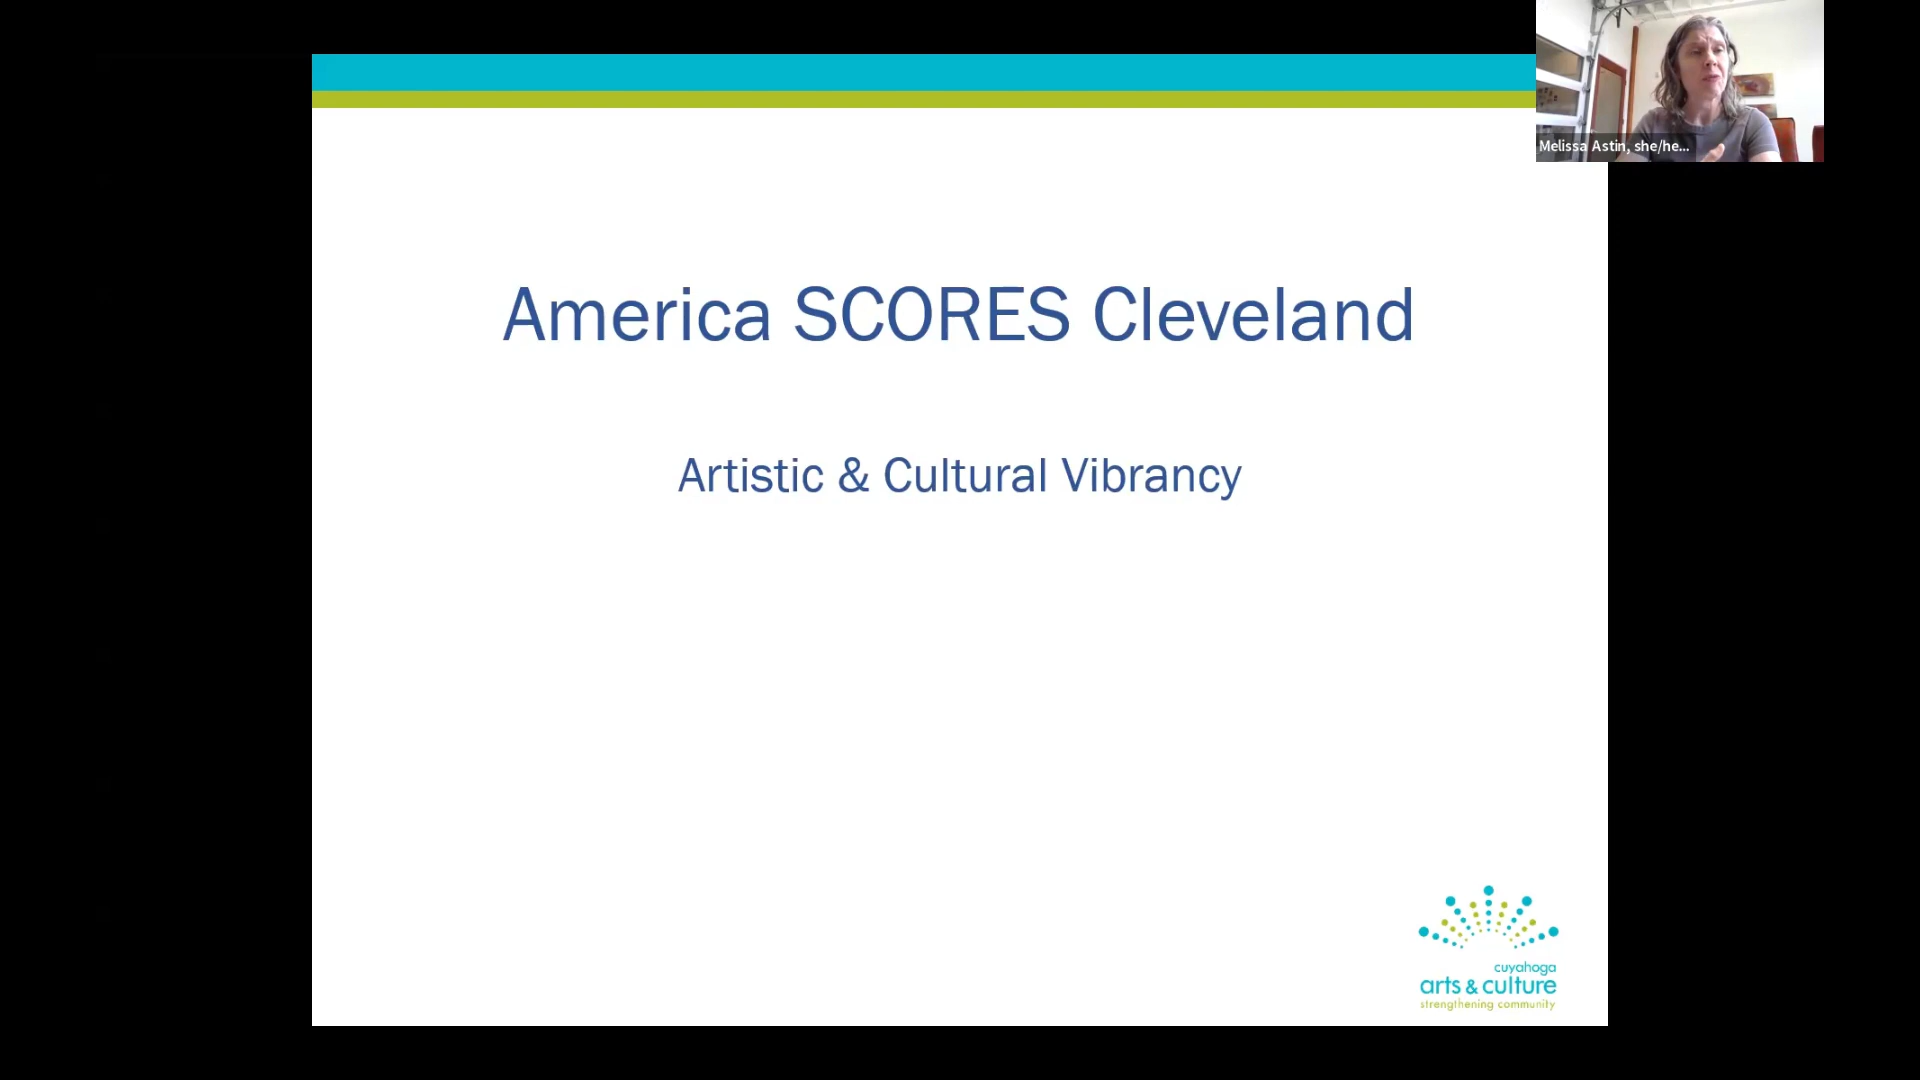 Melissa Astin, she/he...
America SCORES Cleveland
Artistic & Cultural Vibrancy
cuyahoga
arts & culture
strengthening community